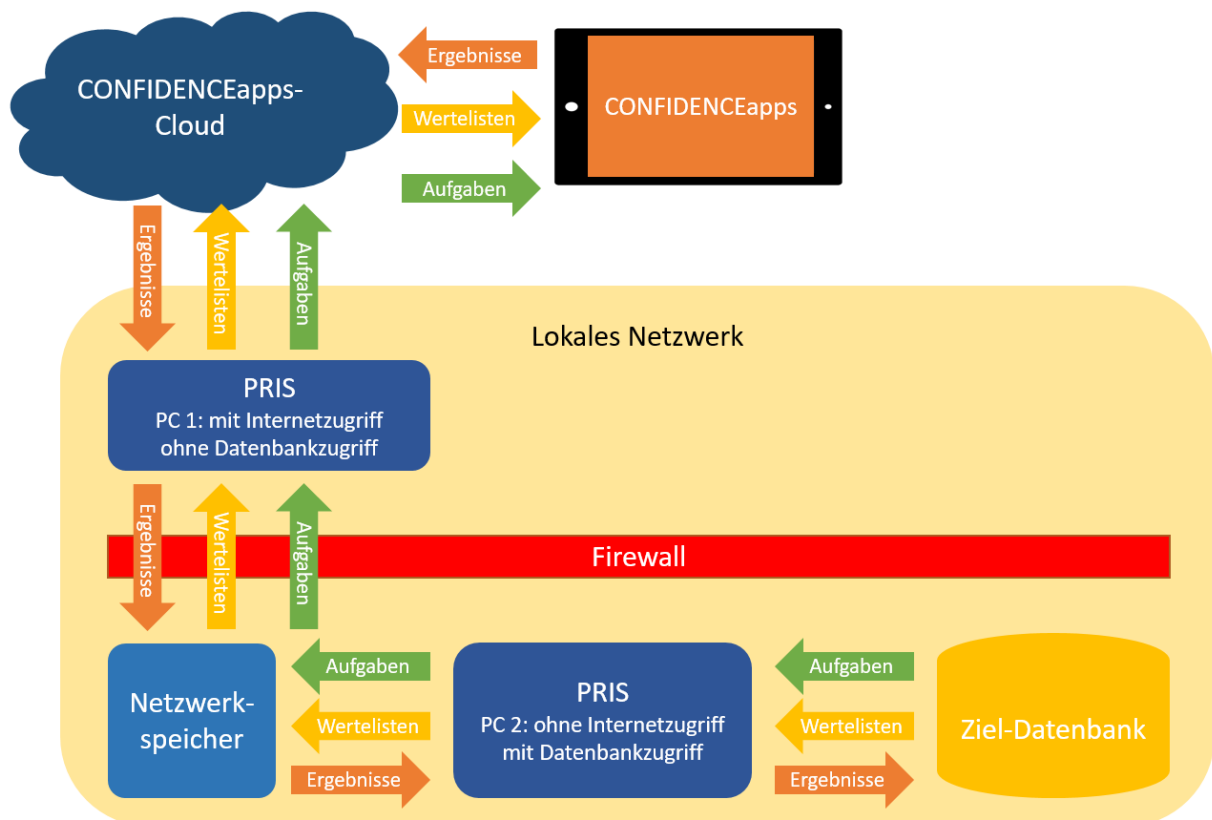 CONFIDENCEapps-
Cloud
Ergebnisse
Wertelisten
Aufgaben
CONFIDENCEapps
Ergebnisse
Wertelisten
Aufgaben
Lokales Netzwerk
PRIS
PC 1: mit Internetzugriff
ohne Datenbankzugriff
Ergebnisse
Wertelisten
Aufgaben
Firewall
Netzwerk-
speicher
Aufgaben
Wertelisten
Ergebnisse
PRIS
PC 2: ohne Internetzugriff
mit Datenbankzugriff
Aufgaben
Wertelisten
Ergebnisse
Ziel-Datenbank